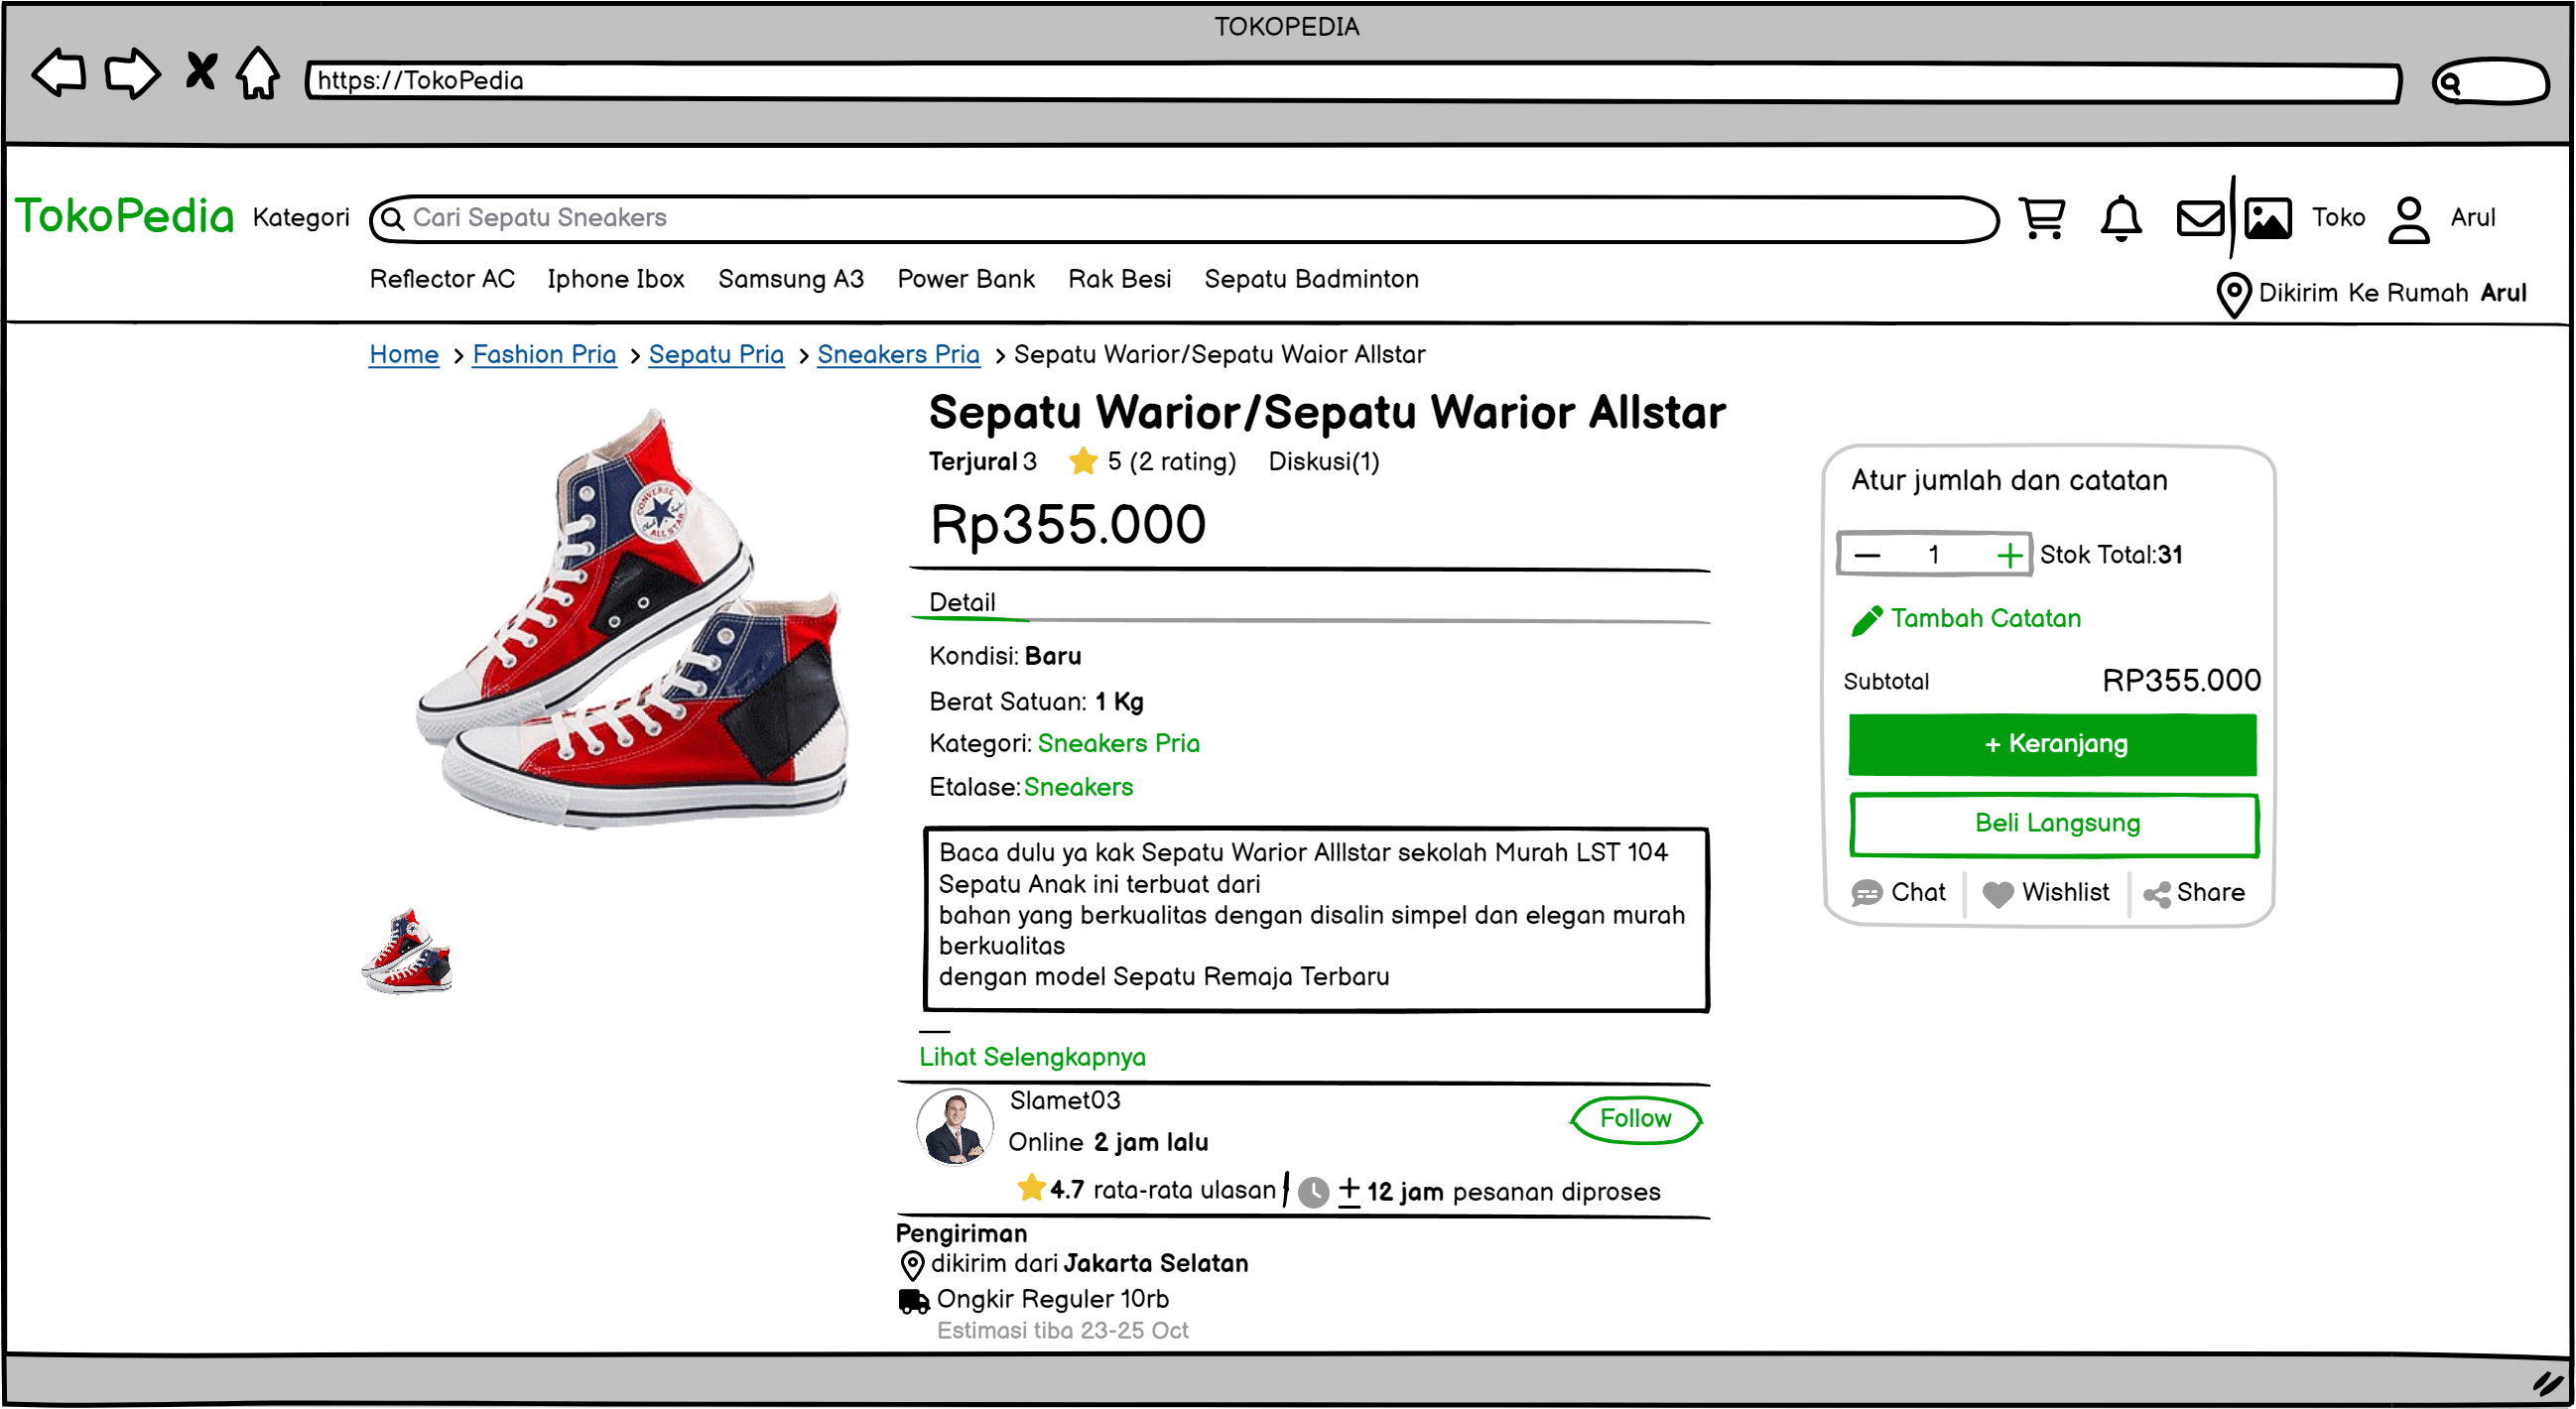 TOKOPEDIA
https://TokoPedia
TokoPedia Kategori Cari Sepatu Sneakers Toko Arul
Reflector AC Iphone Ibox Samsung A3 Power Bank Rak Besi Sepatu Badminton
Dikirim Ke Rumah Arul
Home > Fashion Pria > Sepatu Pria > Sneakers Pria > Sepatu Warior/Sepatu Waior Allstar
Sepatu Warior/Sepatu Warior Allstar
Terjural 3 5 (2 rating) Diskusi(1)
Rp355.000
Detail
Kondisi: Baru
Berat Satuan: 1 Kg
Kategori: Sneakers Pria
Etalase: Sneakers
Baca dulu ya kak Sepatu Warior Alllstar sekolah Murah LST 104
Sepatu Anak ini terbuat dari
bahan yang berkualitas dengan disalin simpel dan elegan murah
berkualitas
dengan model Sepatu Remaja Terbaru
Lihat Selengkapnya
Slamet03
Follow
Online 2 jam lalu
4.7 rata-rata ulasan ± 12 jam pesanan diproses
Pengiriman
dikirim dari Jakarta Selatan
Ongkir Reguler 10rb
Estimasi tiba 23-25 Oct
Atur jumlah dan catatan
1 Stok Total:31
Tambah Catatan
Subtotal RP355.000
+ Keranjang
Beli Langsung
Chat Wishlist Share
CONVERSE
ALL STAR